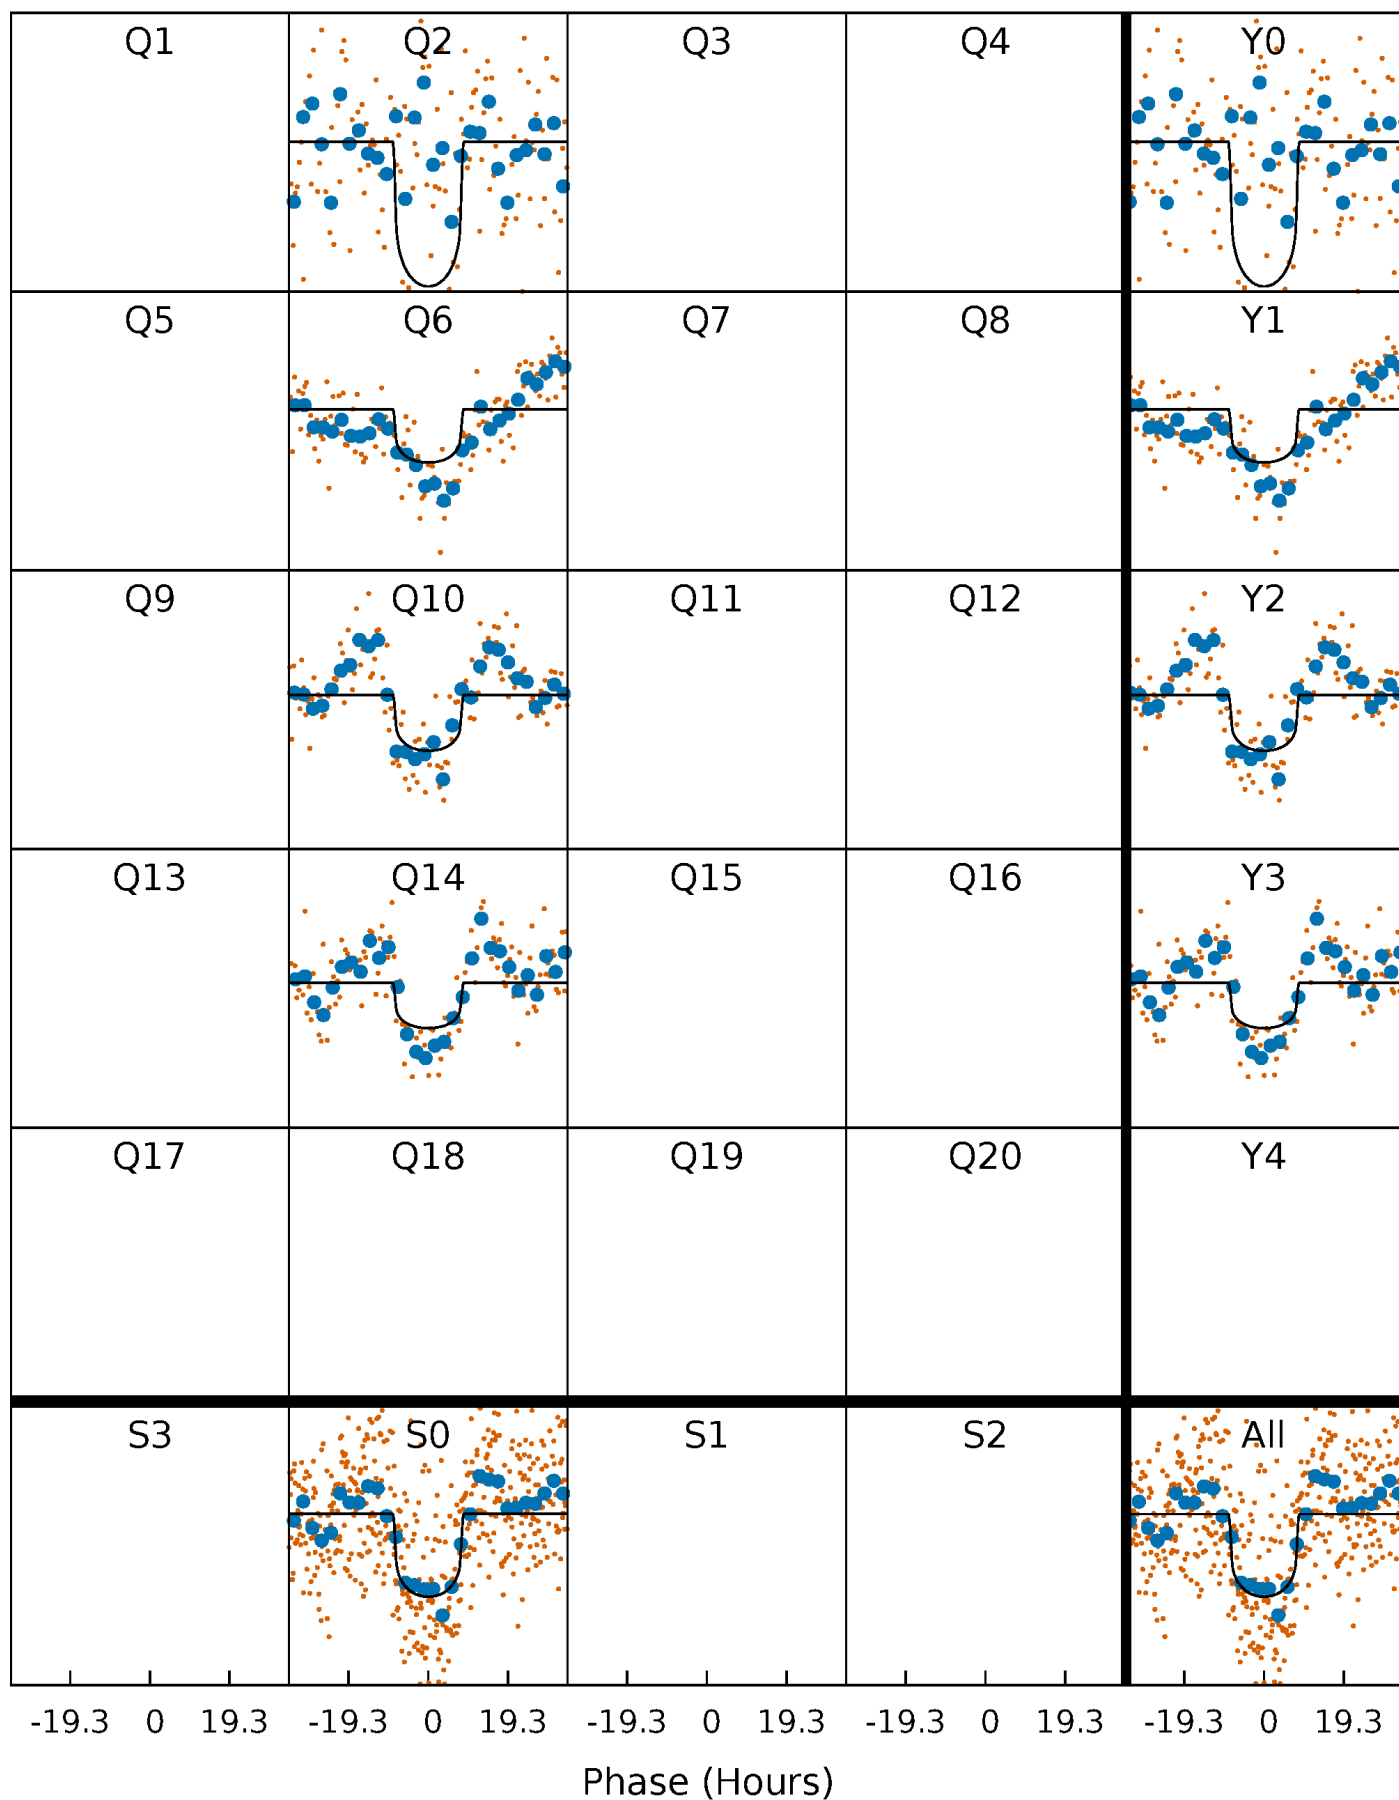 Q1 Q2 Q3 Q4 Y0
Q5 Q6 Q7 Q8 Y1
Q9 Q10 Q11 Q12 Y2
Q13 Q14 Q15 Q16 Y3
Q17 Q18 Q19 Q20 Y4
S3 S0 S1 S2 All
-19.3 0 19.3 -19.3 0 19.3 -19.3 0 19.3 -19.3 0 19.3 -19.3 0 19.3
Phase (Hours)